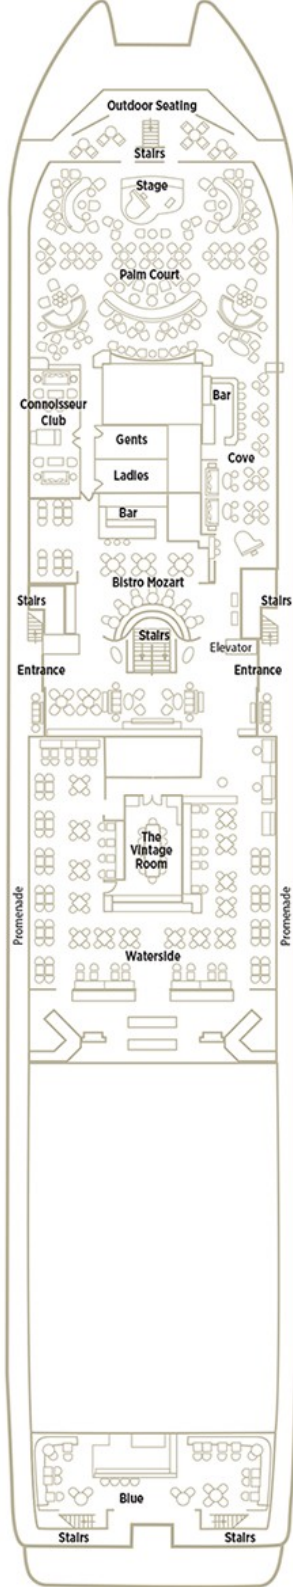 Outdoor Seating
Stairs
Stage
Palm Court
Bar
Connoisseur
Club
Gents
Cove
Ladies
Bar
Bistro Mozart
Stairs
Stairs
Stairs
Elevator
Entrance
Entrance
The
Vintage
Room
Promenade
Promenade
Waterside
Blue
Stairs
Stairs